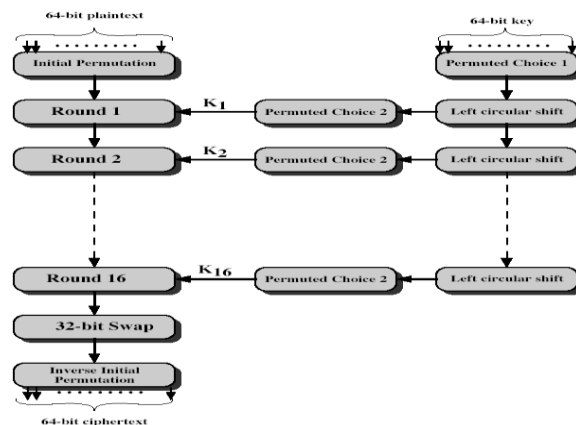 64-bit plaintext
64-bit key
Initial Permutation
Permuted Choice 1
Round 1
K1
Permuted Choice 2
Left circular shift
Round 2
K2
Permuted Choice 2
Left circular shift
Round 16
K16
Permuted Choice 2
Left circular shift
32-bit Swap
Inverse Initial
Permutation
64-bit ciphertext